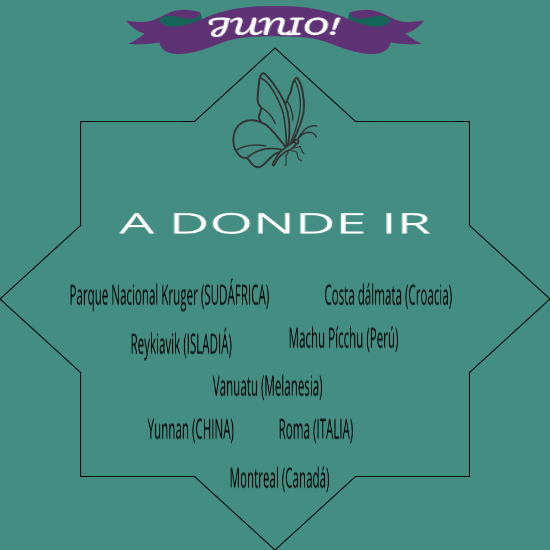 JUNIO!
A DONDE IR
Parque Nacional Kruger (SUDÁFRICA)
Costa dálmata (Croacia)
Reykiavik (ISLADIÁ)
Machu Pícchu (Perú)
Vanuatu (Melanesia)
Yunnan (CHINA)
Roma (ITALIA)
Montreal (Canadá)